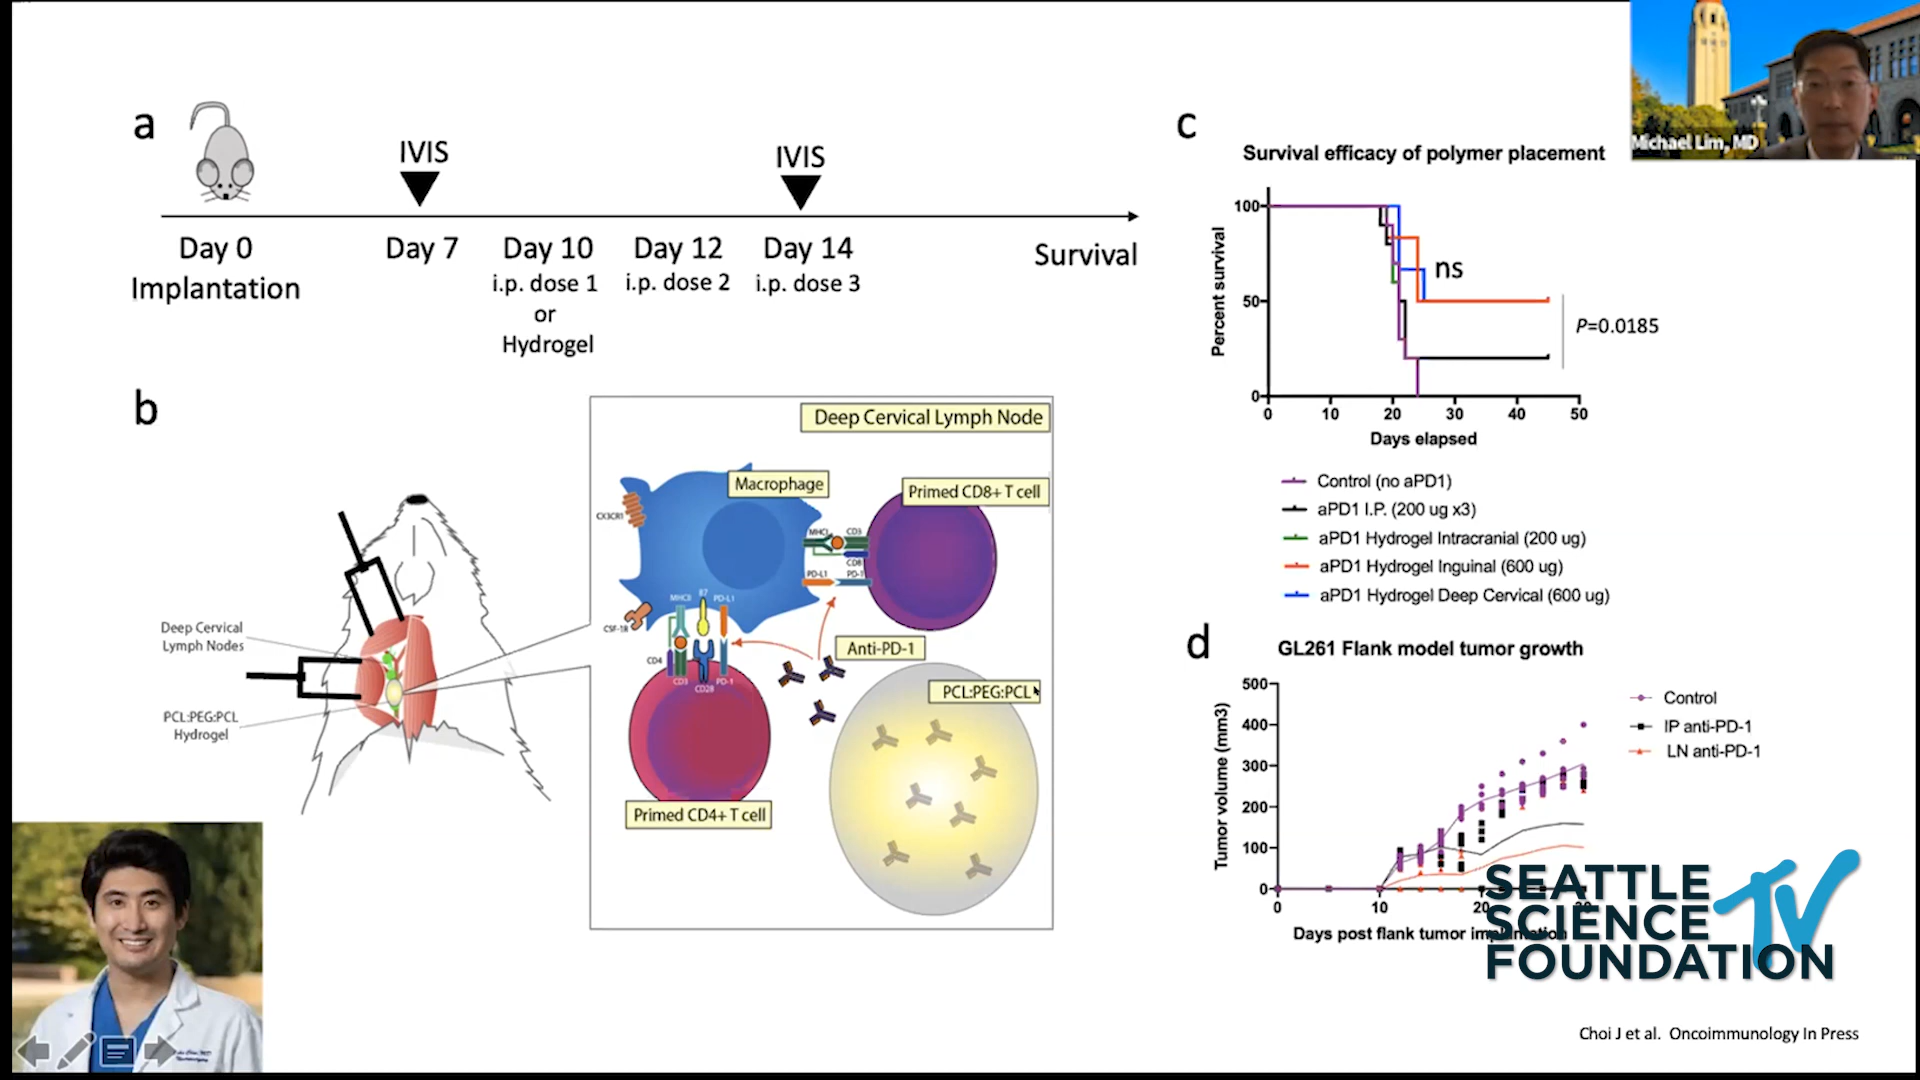 a
IVIS
IVIS
Day 0
Implantation
Day 7
Day 10
i.p. dose 1
or
Hydrogel
Day 12
i.p. dose 2
Day 14
i.p. dose 3
Survival
b
Deep Cervical
Lymph Nodes
PCL:PEG:PCL
Hydrogel
Deep Cervical Lymph Node
Macrophage
Primed CD8+ T cell
CX3CR1
MHCI
CD3
CD8
PD-L1
PD-1
CSF-1R
MHCII
B7
PD-L1
CD4
CD3
CD28
PD-1
Anti-PD-1
PCL:PEG:PCL
Primed CD4+ T cell
c
Survival efficacy of polymer placement
Percent survival
100
50
0
0 10 20 30 40 50
Days elapsed
ns
P=0.0185
Control (no aPD1)
aPD1 I.P. (200 ug x3)
aPD1 Hydrogel Intracranial (200 ug)
aPD1 Hydrogel Inguinal (600 ug)
aPD1 Hydrogel Deep Cervical (600 ug)
d
GL261 Flank model tumor growth
Tumor volume (mm3)
500
400
300
200
100
0
0 10 20 30
Days post flank tumor implantation
Control
IP anti-PD-1
LN anti-PD-1
Choi J et al. Oncoimmunology In Press
Michael Lim, MD
SEATTLE
SCIENCE
FOUNDATION
TV